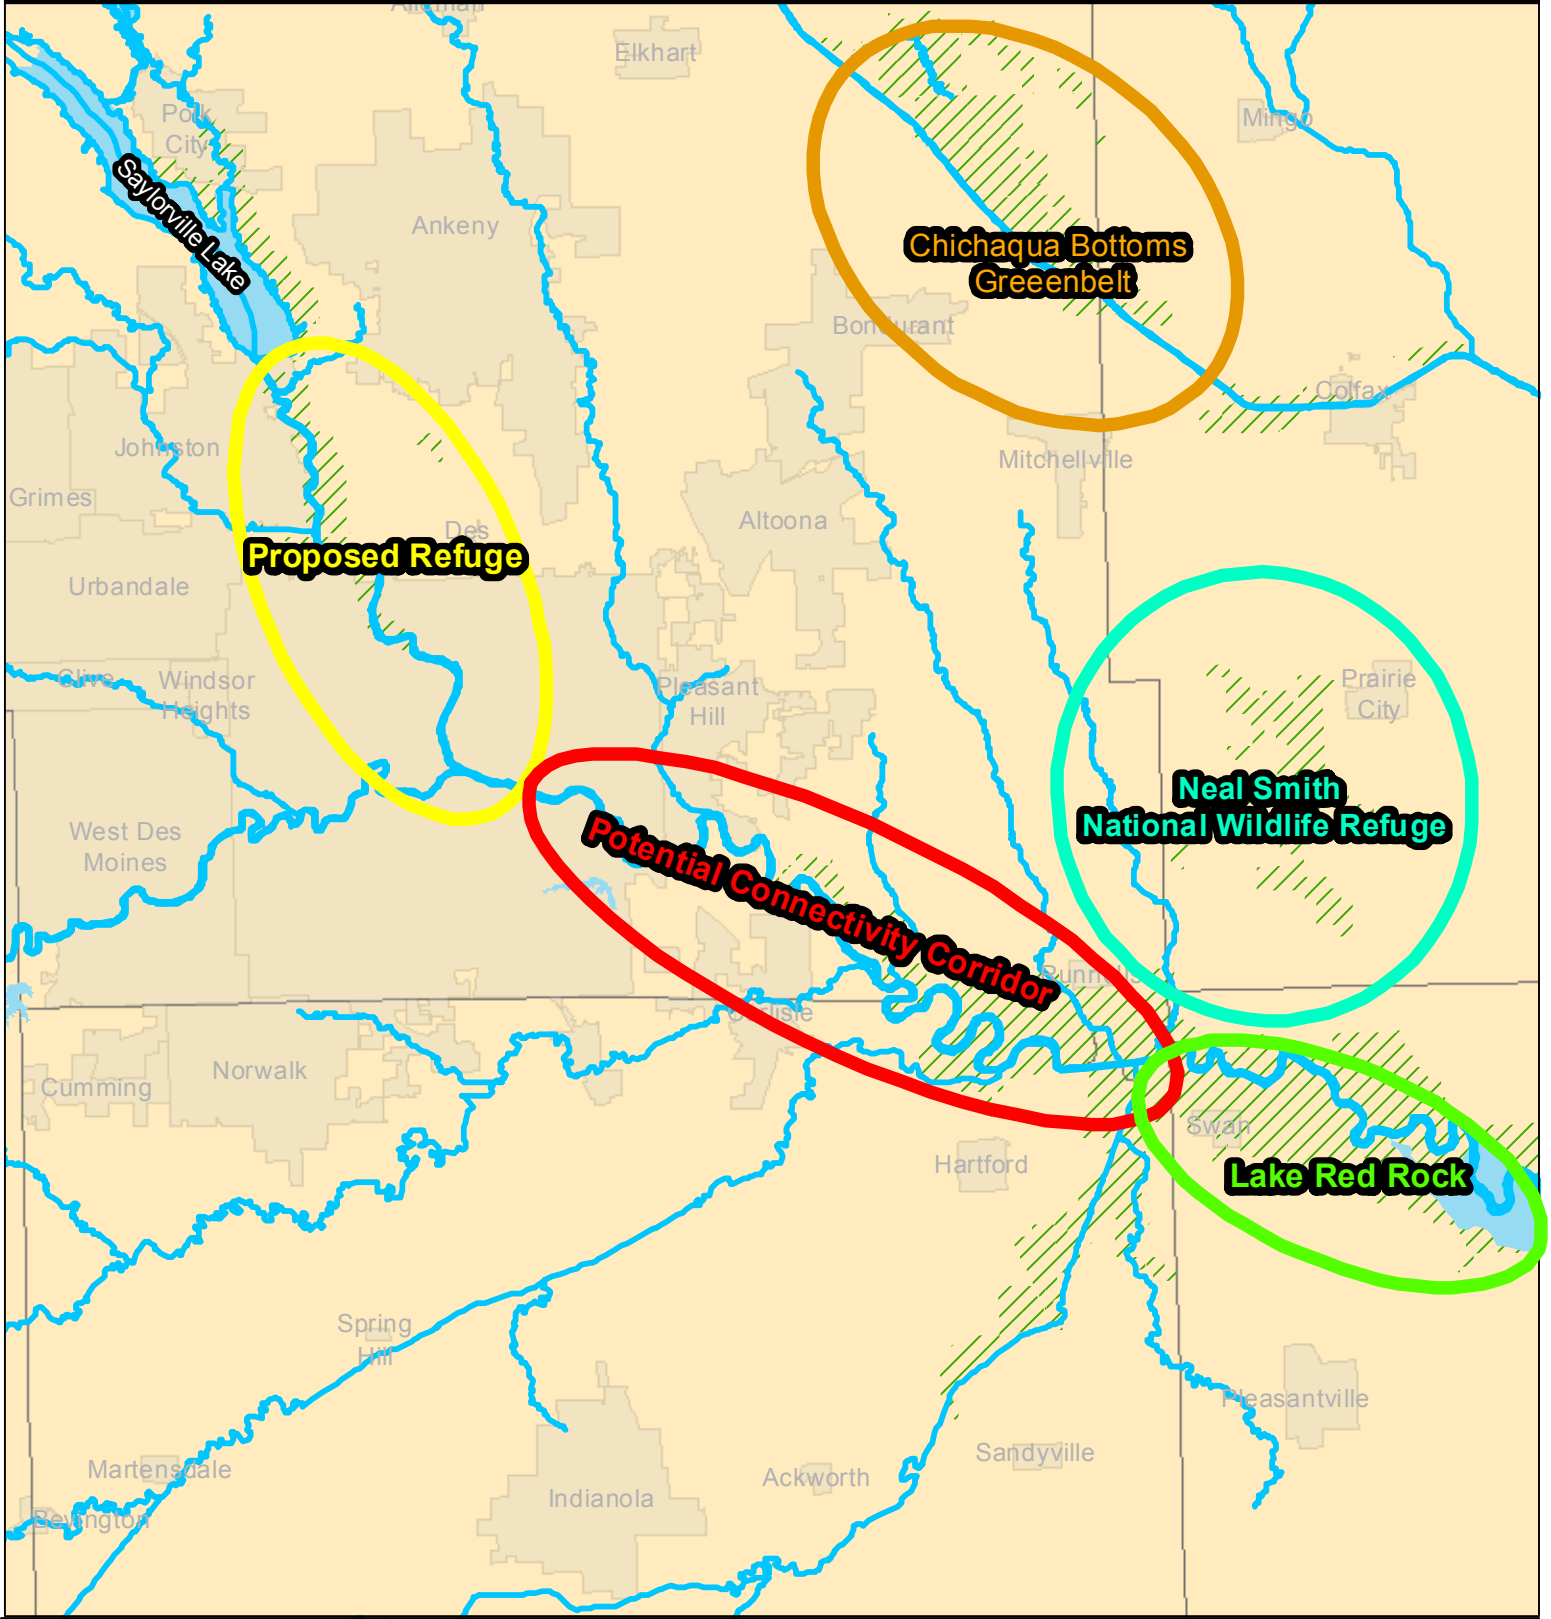 Elkhart
Polk
City
Mingo
Saylorville Lake
Ankeny
Chichaqua Bottoms
Greeenbelt
Bondurant
Colfax
Johnston
Mitchellville
Grimes
Altoona
Des
Proposed Refuge
Urbandale
Clive
Windsor
Heights
Pleasant
Hill
Prairie
City
Neal Smith
National Wildlife Refuge
West Des
Moines
Potential Connectivity Corridor
Runnells
Carlisle
Norwalk
Cumming
Swan
Hartford
Lake Red Rock
Spring
Hill
Pleasantville
Sandyville
Martensdale
Ackworth
Indianola
Bevington